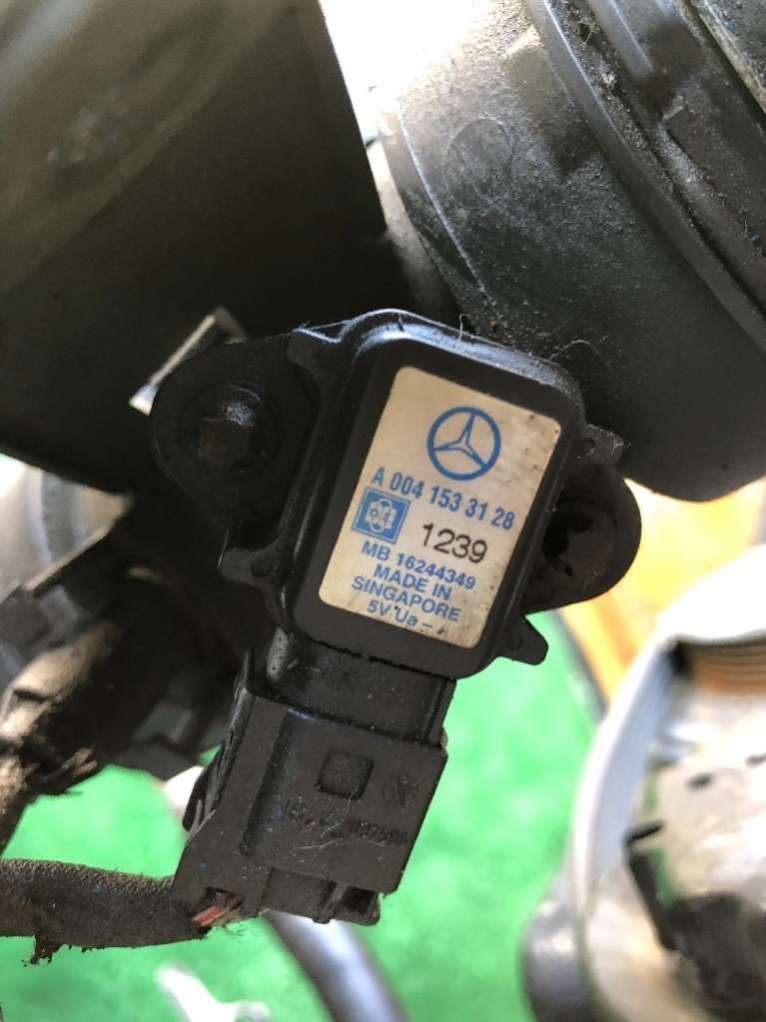 A 004 153 31 28
1239
MB 16244349
MADE IN
SINGAPORE
5V Ua –